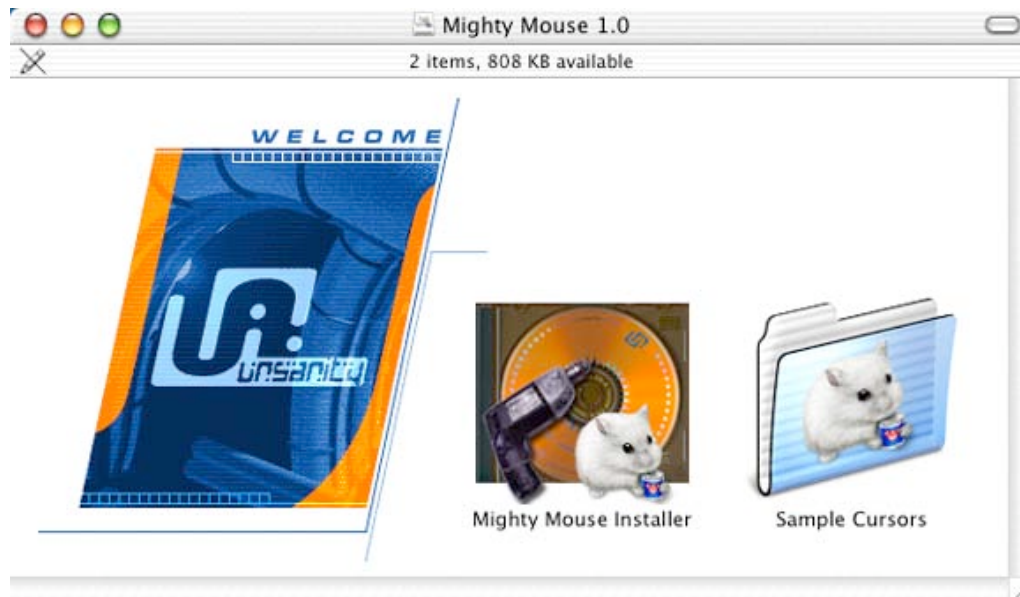 Mighty Mouse 1.0
2 items, 808 KB available
WELCOME
unsanity
Mighty Mouse Installer
Sample Cursors